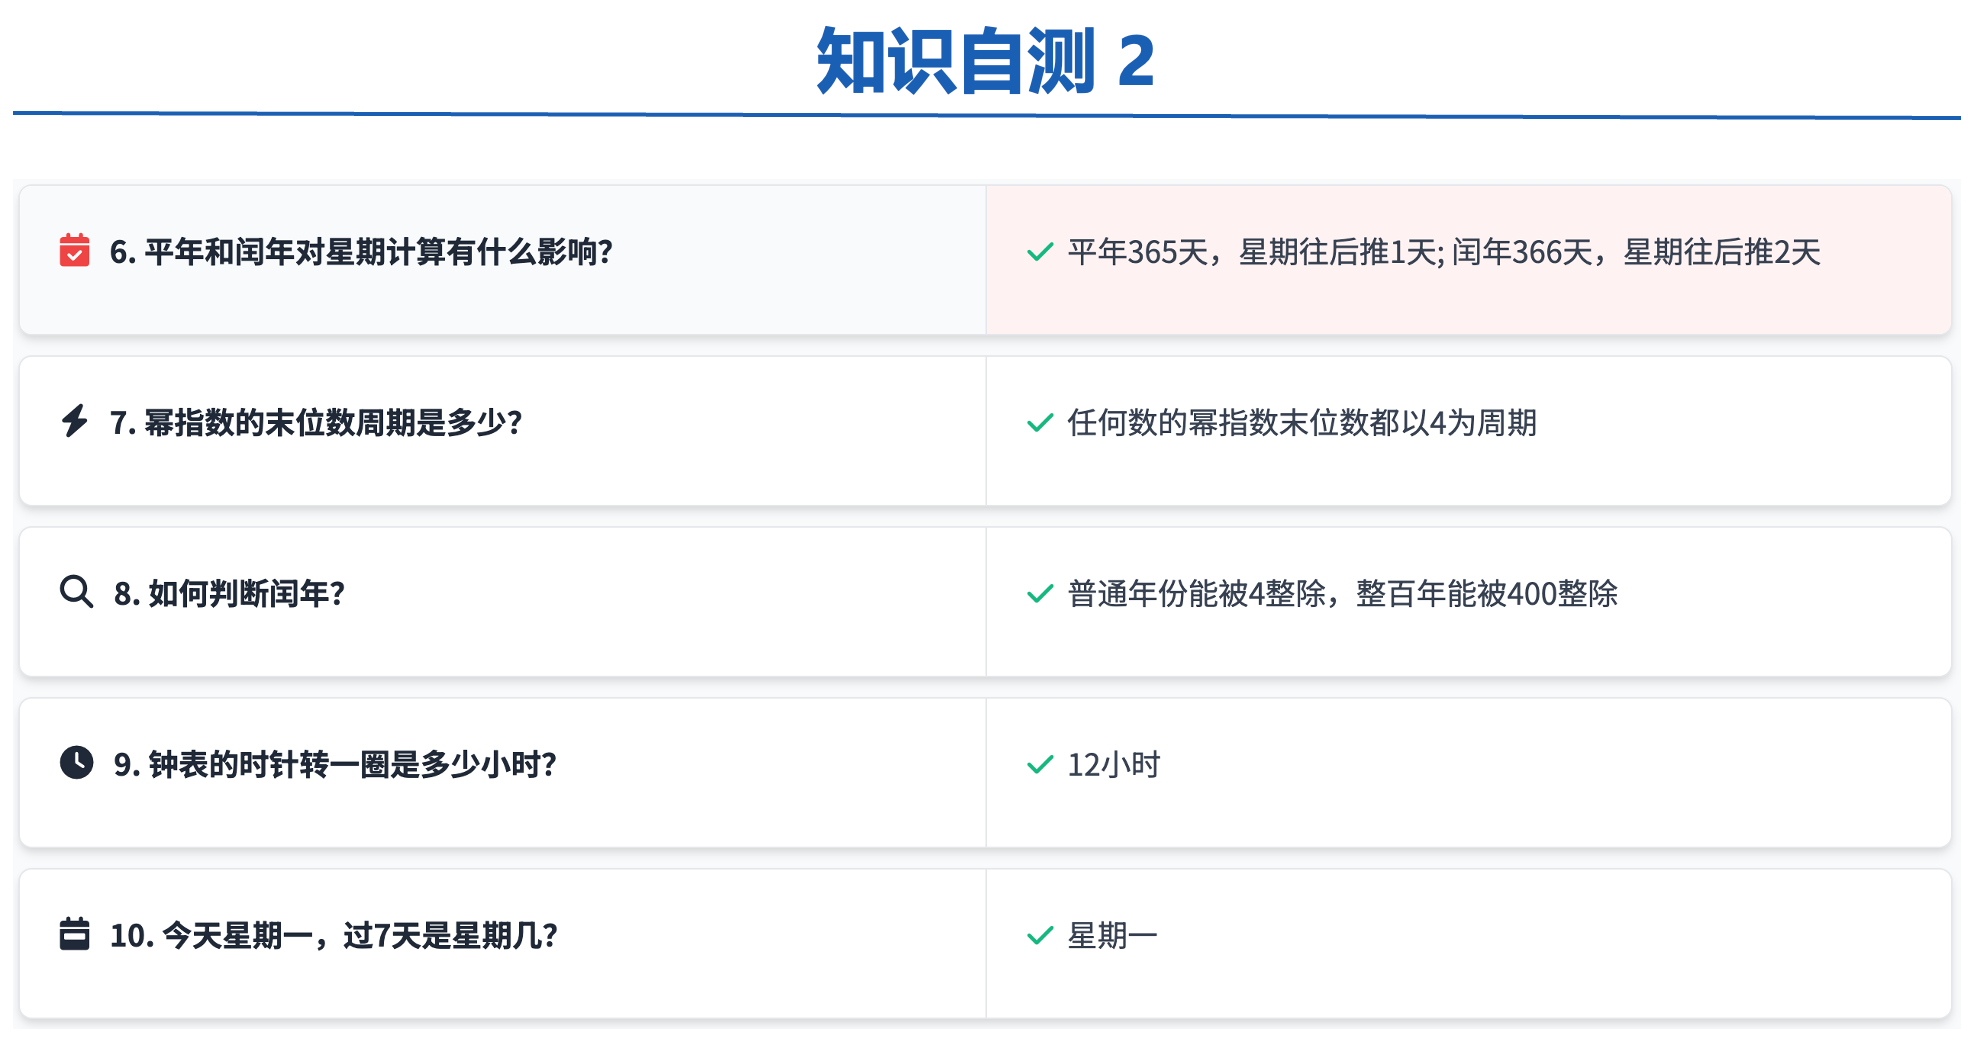 知识自测 2
6. 平年和闰年对星期计算有什么影响?
平年365天，星期往后推1天; 闰年366天，星期往后推2天
7. 幂指数的末位数周期是多少?
任何数的幂指数末位数都以4为周期
8. 如何判断闰年?
普通年份能被4整除，整百年能被400整除
9. 钟表的时针转一圈是多少小时?
12小时
10. 今天星期一，过7天是星期几?
星期一